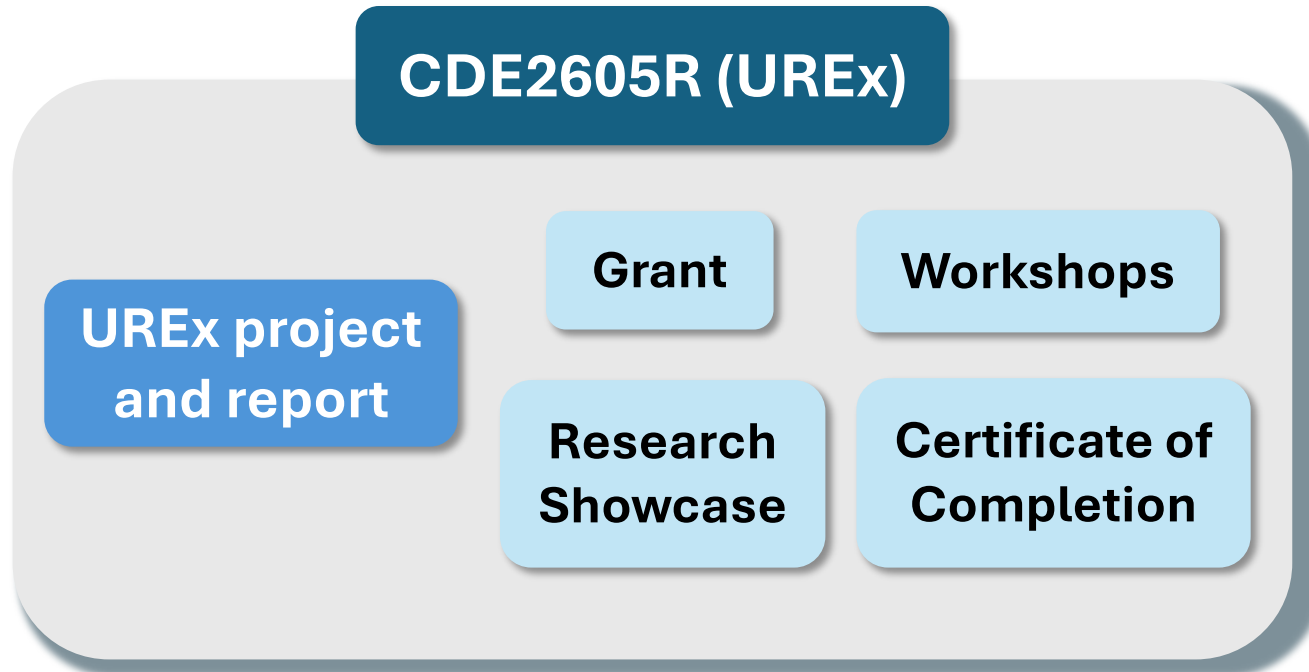 CDE2605R (UREx)
UREx project
and report
Grant
Workshops
Research
Showcase
Certificate of
Completion